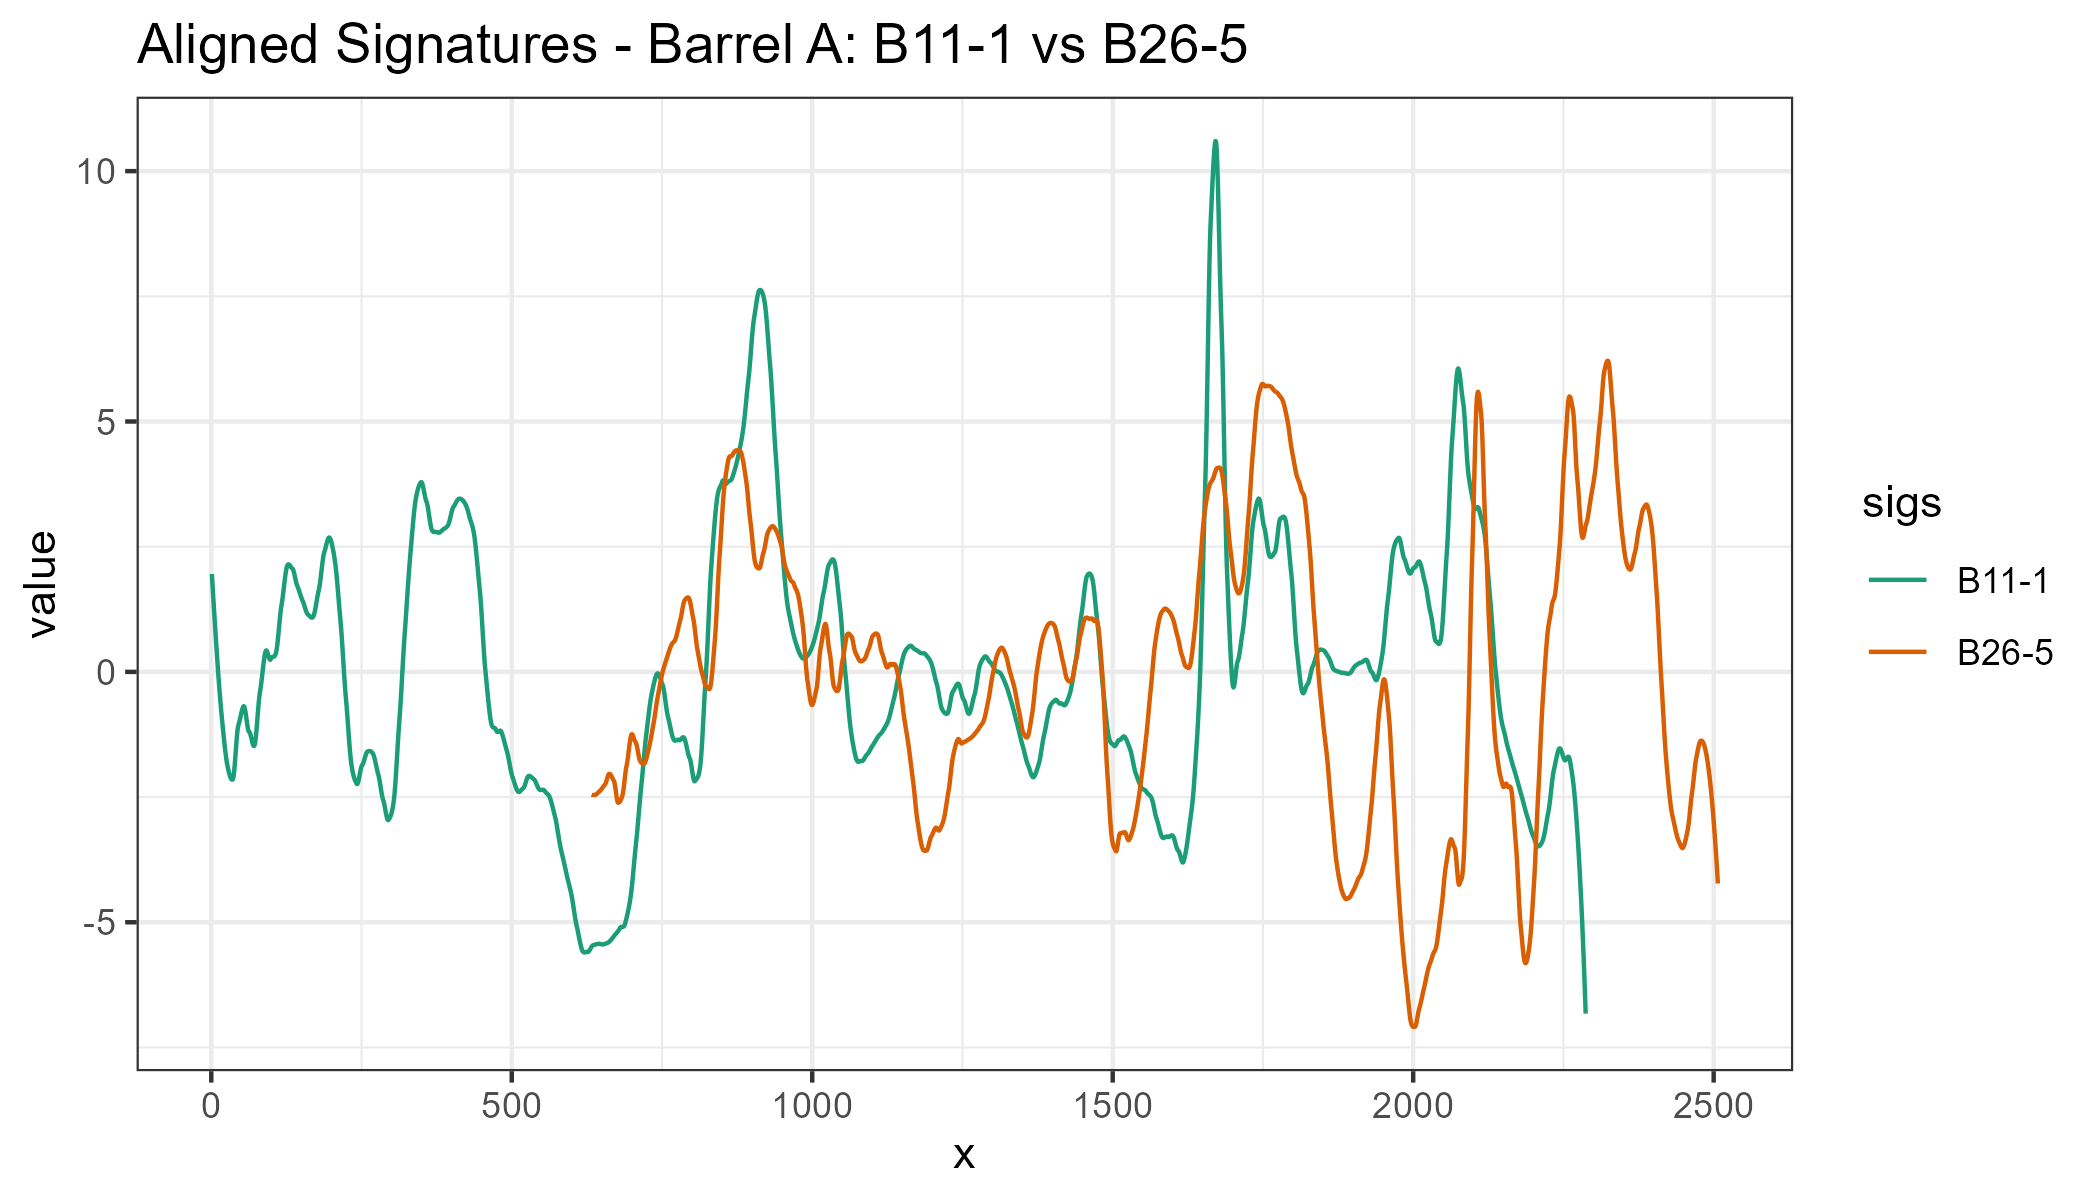 Aligned Signatures - Barrel A: B11-1 vs B26-5
10
5
0
-5
value
0 500 1000 1500 2000 2500
x
sigs
B11-1
B26-5